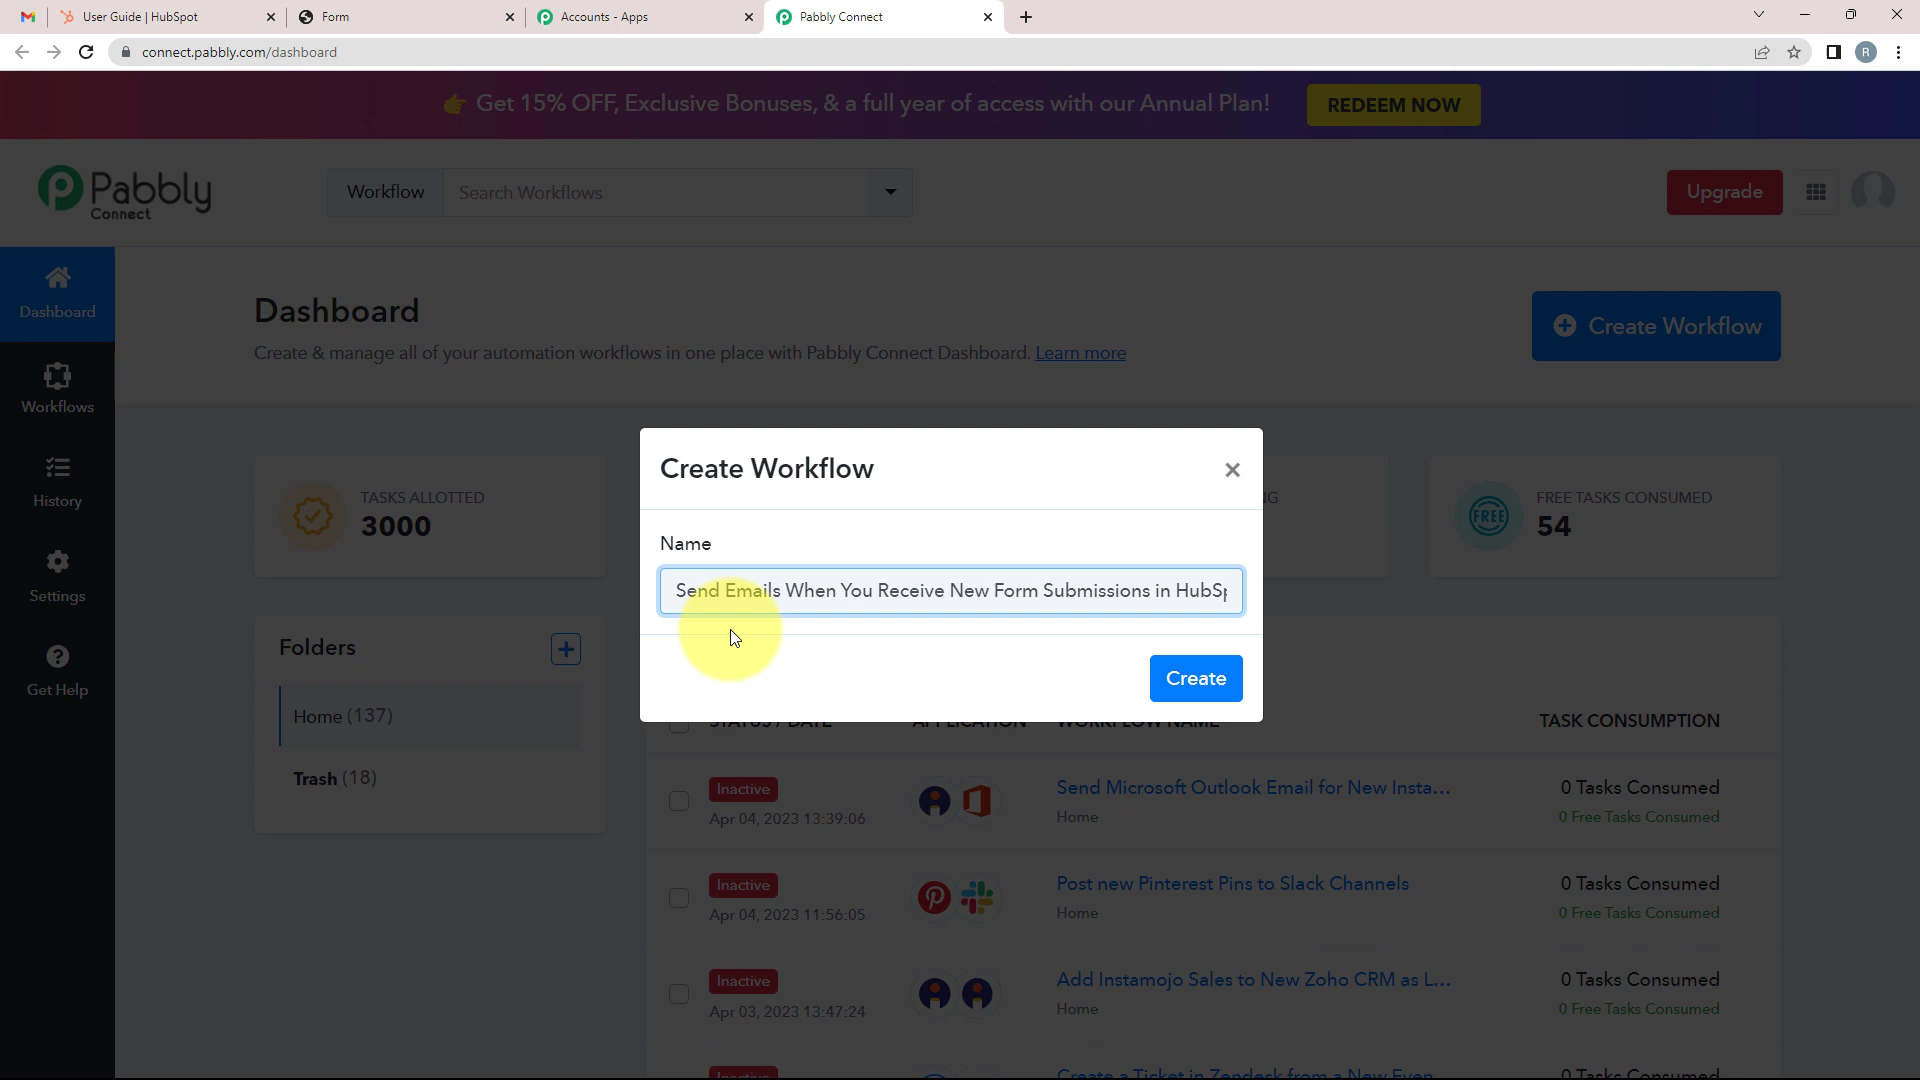 User Guide | HubSpot
Form
Accounts - Apps
Pabbly Connect
connect.pabbly.com/dashboard
R
Get 15% OFF, Exclusive Bonuses, & a full year of access with our Annual Plan!
REDEEM NOW
Pabbly
Connect
Workflow
Search Workflows
Upgrade
Dashboard
Workflows
History
Settings
Get Help
Dashboard
Create & manage all of your automation workflows in one place with Pabbly Connect Dashboard. Learn more
Create Workflow
TASKS ALLOTTED
3000
FREE
FREE TASKS CONSUMED
54
Create Workflow
Name
Send Emails When You Receive New Form Submissions in HubSp
Create
Folders
Home (137)
Trash (18)
STATUS / DATE
APPLICATION
WORKFLOW NAME
TASK CONSUMPTION
Inactive
Apr 04, 2023 13:39:06
Send Microsoft Outlook Email for New Insta...
Home
0 Tasks Consumed
0 Free Tasks Consumed
Inactive
Apr 04, 2023 11:56:05
Post new Pinterest Pins to Slack Channels
Home
0 Tasks Consumed
0 Free Tasks Consumed
Inactive
Apr 03, 2023 13:47:24
Add Instamojo Sales to New Zoho CRM as L...
Home
0 Tasks Consumed
0 Free Tasks Consumed
Inactive
Create a Ticket in Zendesk from a New Even...
0 Tasks Consumed